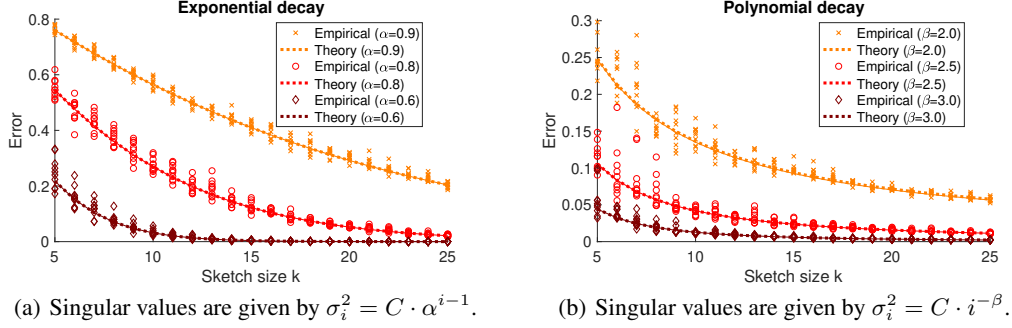 Exponential decay
Error
0.8
0.6
0.4
0.2
0
5
10
15
20
25
Sketch size k
Empirical (α=0.9)
Theory (α=0.9)
Empirical (α=0.8)
Theory (α=0.8)
Empirical (α=0.6)
Theory (α=0.6)
(a) Singular values are given by σᵢ² = C · αⁱ⁻¹.
Polynomial decay
Error
0.3
0.25
0.2
0.15
0.1
0.05
0
5
10
15
20
25
Sketch size k
Empirical (β=2.0)
Theory (β=2.0)
Empirical (β=2.5)
Theory (β=2.5)
Empirical (β=3.0)
Theory (β=3.0)
(b) Singular values are given by σᵢ² = C · i⁻ᵝ.